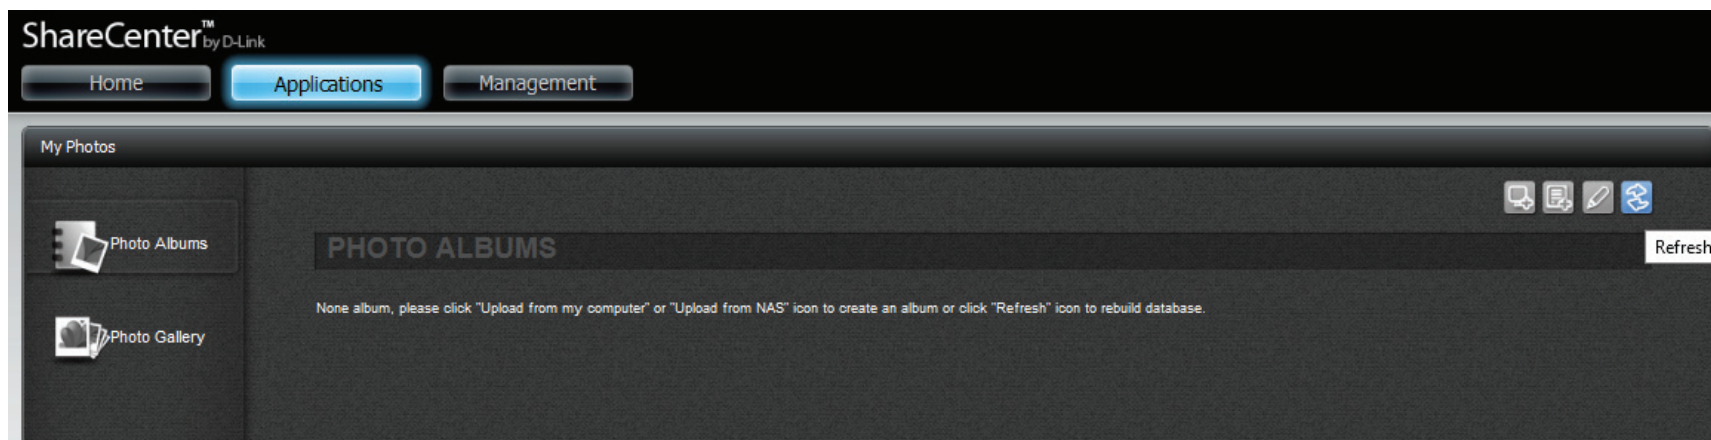 ShareCenter™ by D-Link
Home Applications Management
My Photos
Photo Albums
PHOTO ALBUMS
Refresh
None album, please click "Upload from my computer" or "Upload from NAS" icon to create an album or click "Refresh" icon to rebuild database.
Photo Gallery